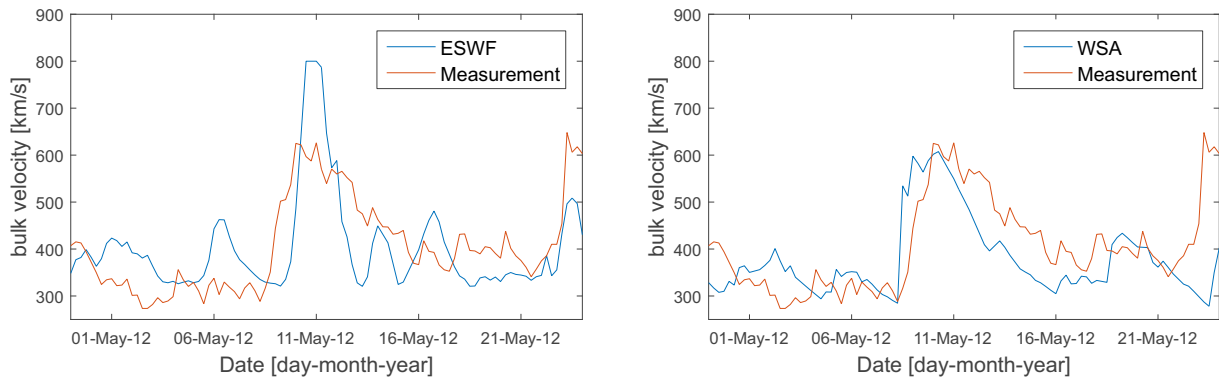 900
800
700
600
500
400
300
bulk velocity [km/s]
01-May-12 06-May-12 11-May-12 16-May-12 21-May-12
Date [day-month-year]
ESWF
Measurement
900
800
700
600
500
400
300
bulk velocity [km/s]
01-May-12 06-May-12 11-May-12 16-May-12 21-May-12
Date [day-month-year]
WSA
Measurement